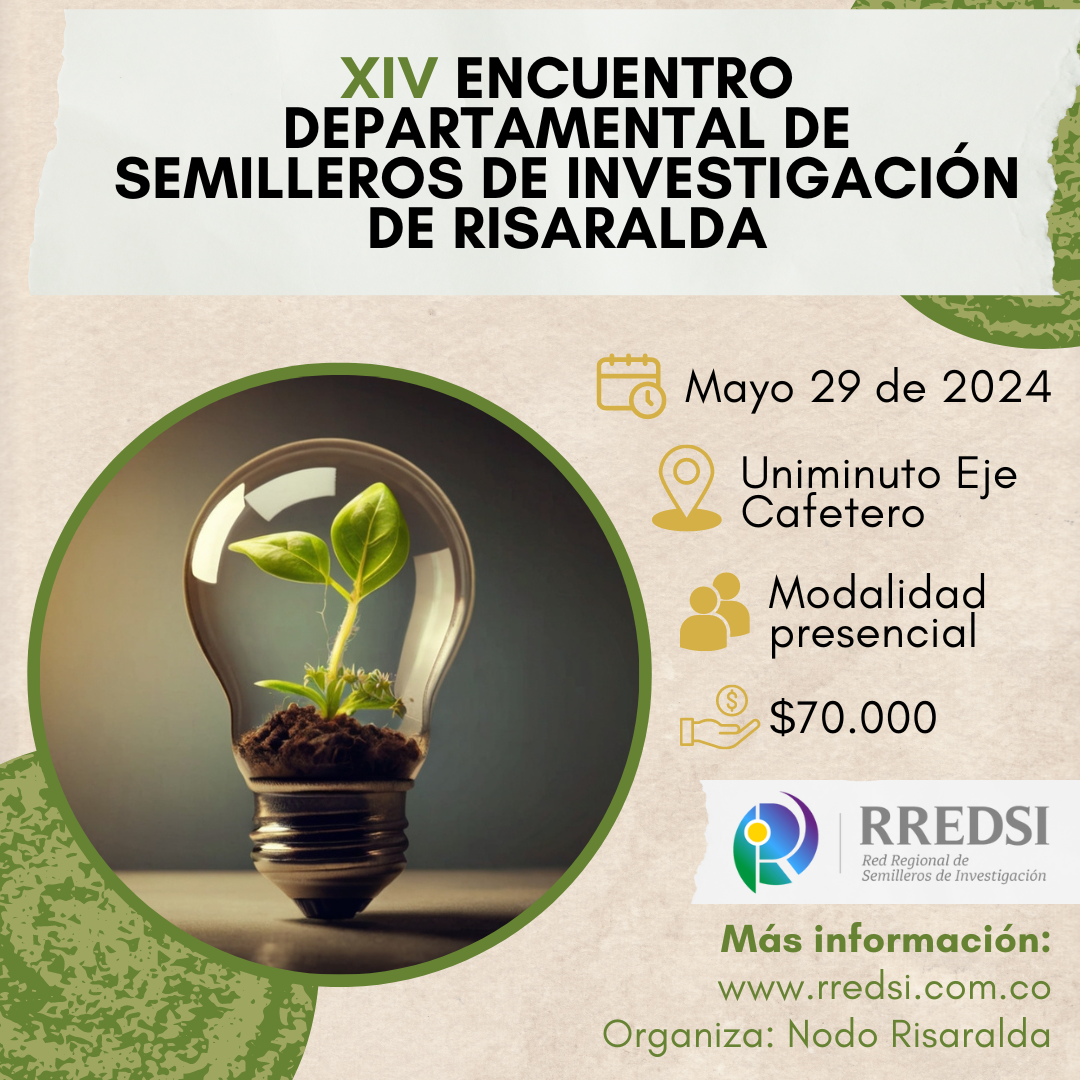 XIV ENCUENTRO
DEPARTAMENTAL DE
SEMILLEROS DE INVESTIGACIÓN
DE RISARALDA
Mayo 29 de 2024
Uniminuto Eje
Cafetero
Modalidad
presencial
$
$70.000
RREDSI
Red Regional de
Semilleros de Investigación
Más información:
www.rredsi.com.co
Organiza: Nodo Risaralda